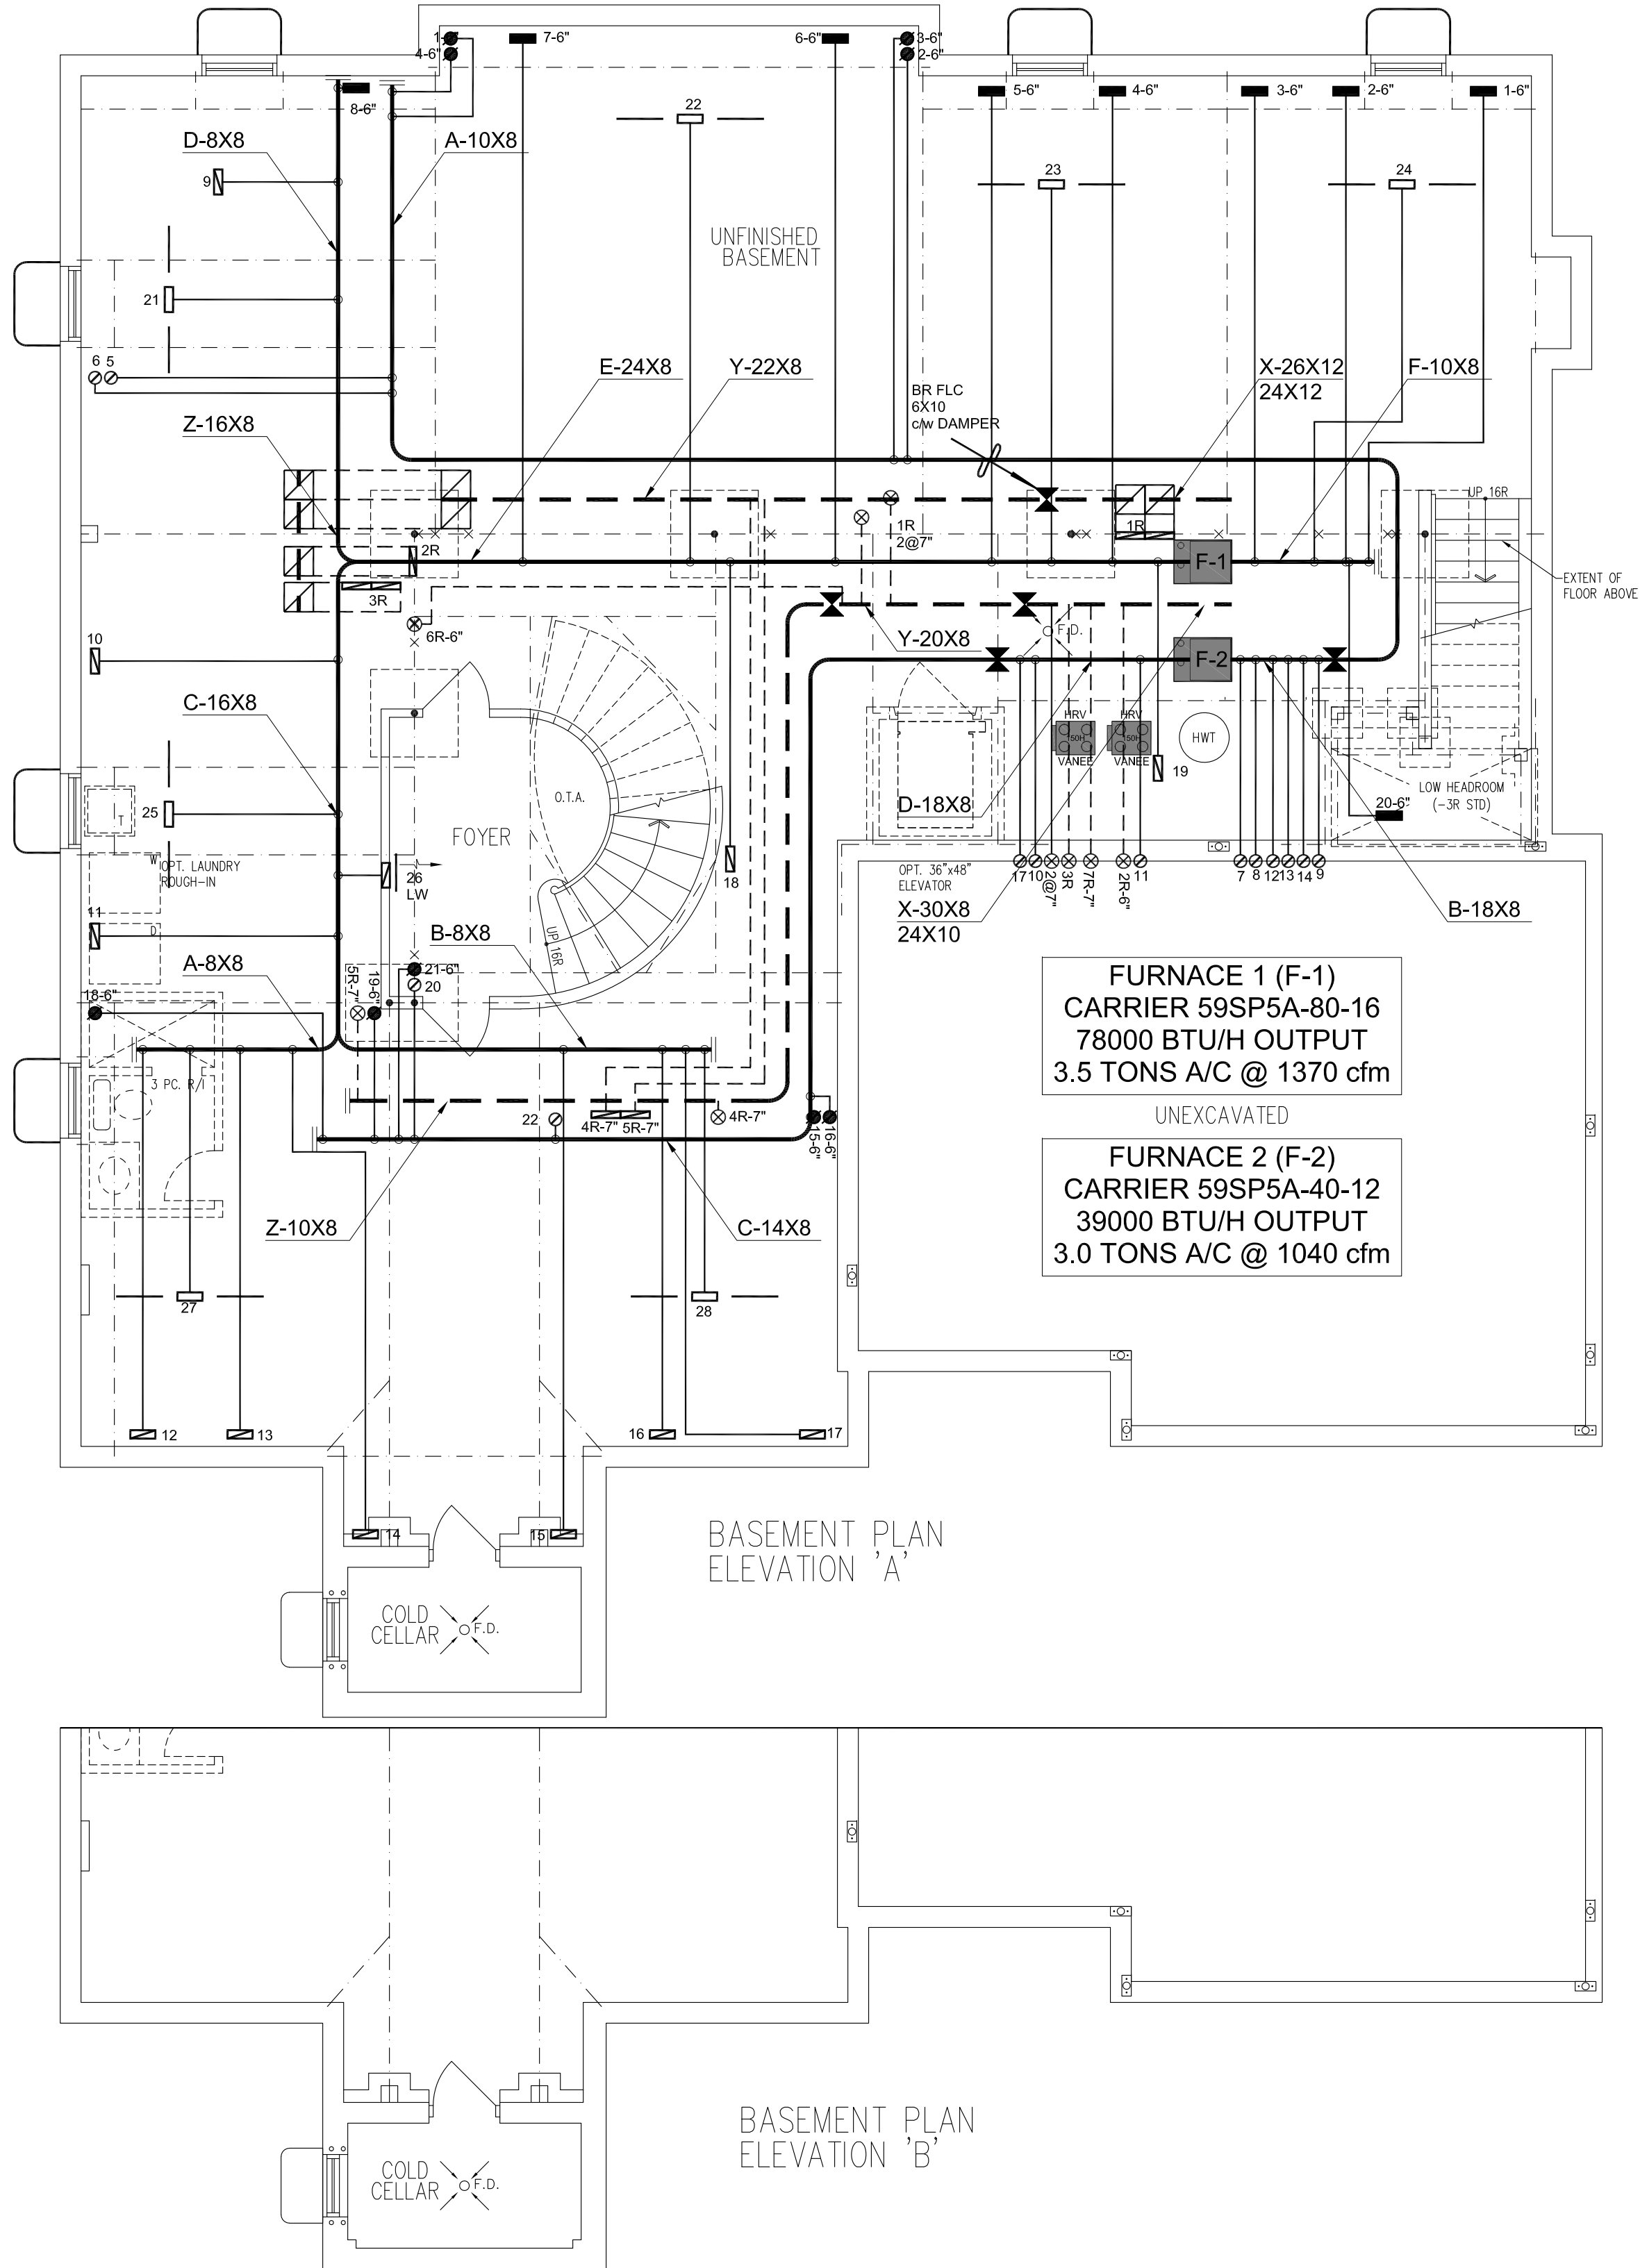 1-6"
4-6"
7-6"
6-6"
3-6"
2-6"
8-6"
5-6"
4-6"
3-6"
2-6"
1-6"
22
D-8X8
A-10X8
9
23
24
UNFINISHED
BASEMENT
21
6 5
E-24X8
Y-22X8
X-26X12
24X12
F-10X8
BR FLC
6X10
c/w DAMPER
Z-16X8
UP 16R
1R
2@7"
1R
2R
F-1
EXTENT OF
FLOOR ABOVE
3R
6R-6"
F.D.
10
Y-20X8
F-2
C-16X8
HRV
150H
VANEE
HRV
150H
VANEE
HWT
19
O.T.A.
FOYER
LOW HEADROOM
(-3R STD)
D-18X8
20-6"
25
T
W
OPT. LAUNDRY
ROUGH-IN
26
LW
18
OPT. 36"x48"
ELEVATOR
17
10
2@7"
3R
7R-7"
2R-6"
11
7
8
12
13
14
9
X-30X8
24X10
B-18X8
11
D
B-8X8
UP 16R
A-8X8
5R-7"
19-6"
21-6"
20
18-6"
FURNACE 1 (F-1)
CARRIER 59SP5A-80-16
78000 BTU/H OUTPUT
3.5 TONS A/C @ 1370 cfm
3 PC. R/I
22
4R-7"
5R-7"
4R-7"
15-6"
16-6"
UNEXCAVATED
FURNACE 2 (F-2)
CARRIER 59SP5A-40-12
39000 BTU/H OUTPUT
3.0 TONS A/C @ 1040 cfm
Z-10X8
C-14X8
27
28
12
13
16
17
14
15
BASEMENT PLAN
ELEVATION 'A'
COLD
CELLAR
F.D.
BASEMENT PLAN
ELEVATION 'B'
COLD
CELLAR
F.D.